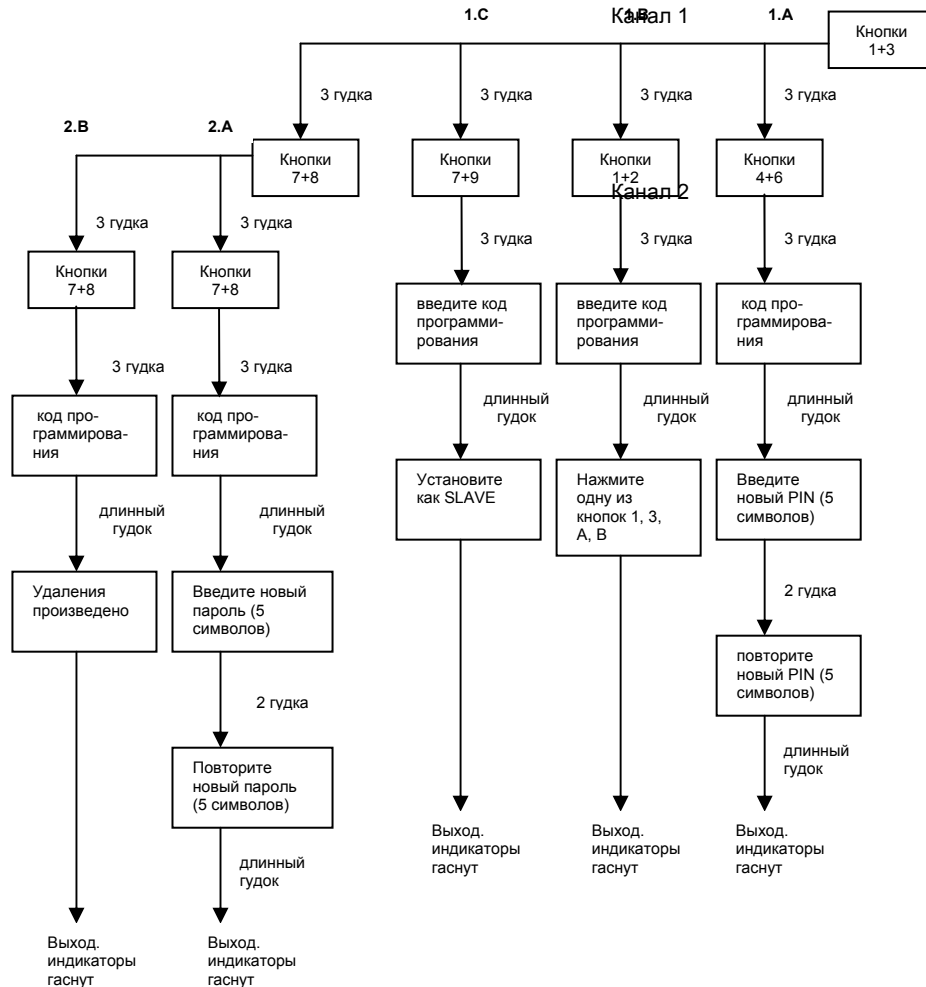 1.C
Канал 1
1.B
1.A
Кнопки
1+3
3 гудка
3 гудка
3 гудка
3 гудка
2.B
2.A
Кнопки
7+8
Кнопки
7+9
Кнопки
1+2
Кнопки
4+6
Канал 2
3 гудка
3 гудка
3 гудка
3 гудка
3 гудка
Кнопки
7+8
Кнопки
7+8
введите код
программи-
рования
введите код
программи-
рования
код про-
граммирова-
ния
3 гудка
3 гудка
длинный
гудок
длинный
гудок
длинный
гудок
код про-
граммирова-
ния
код про-
граммирова-
ния
Установите
как SLAVE
Нажмите
одну из
кнопок 1, 3,
A, B
Введите
новый PIN (5
символов)
длинный
гудок
длинный
гудок
2 гудка
Удаления
произведено
Введите новый
пароль (5
символов)
повторите
новый PIN (5
символов)
2 гудка
длинный
гудок
Повторите
новый пароль
(5 символов)
Выход.
индикаторы
гаснут
Выход.
индикаторы
гаснут
Выход.
индикаторы
гаснут
длинный
гудок
Выход.
индикаторы
гаснут
Выход.
индикаторы
гаснут